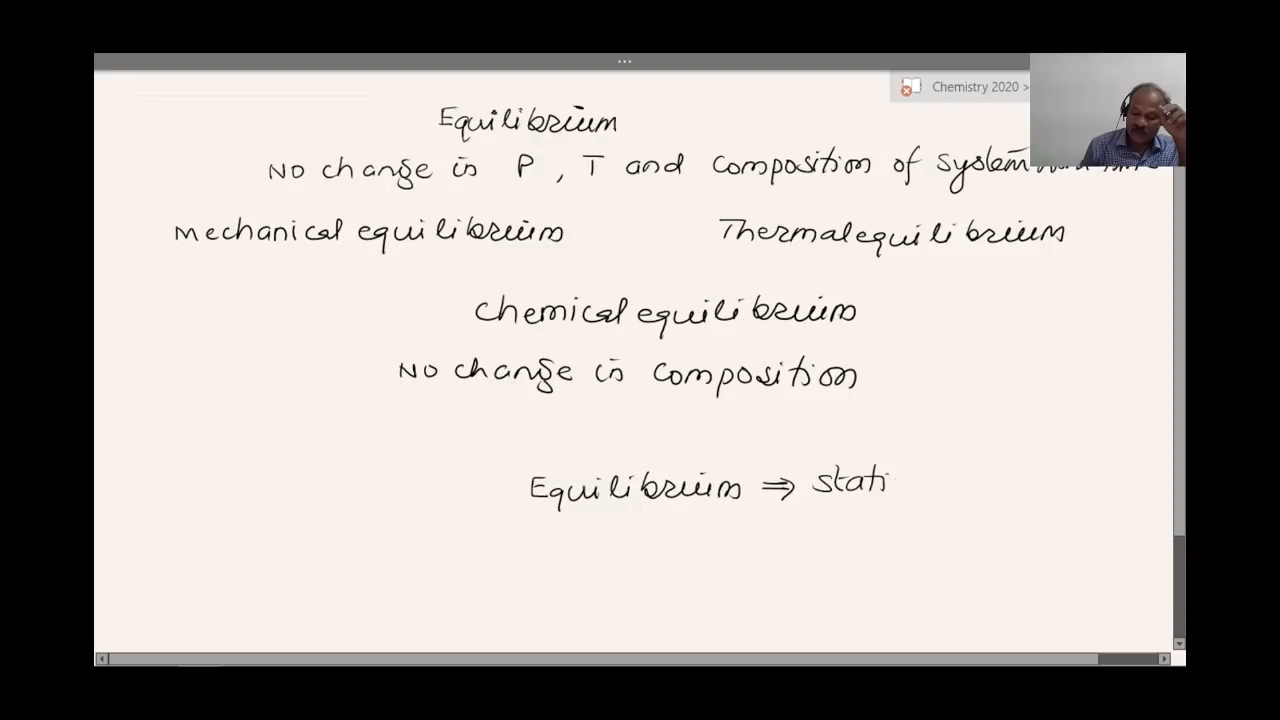 Chemistry 2020 >
Equilibrium
No change in P, T and composition of system
Mechanical equilibrium
Thermal equilibrium
Chemical equilibrium
No change in composition
Equilibrium ⇒ stati